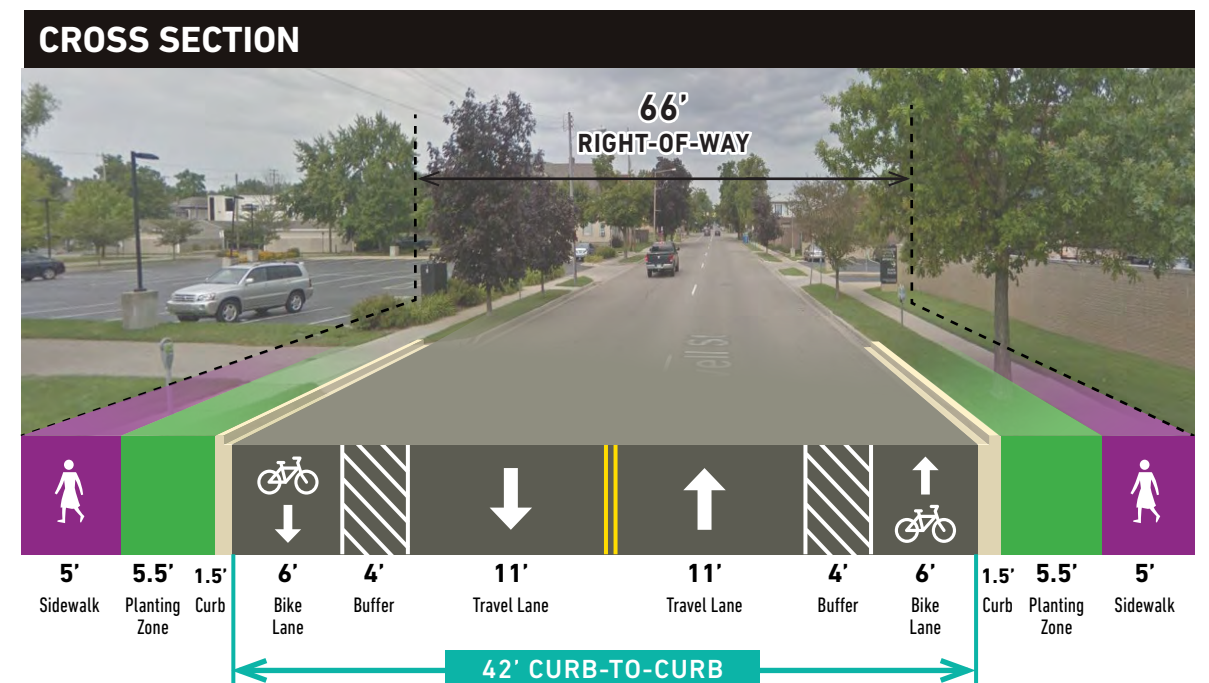 CROSS SECTION
66’
RIGHT-OF-WAY
ell St
5’ 5.5’ 1.5’ 6’ 4’ 11’ 11’ 4’ 6’ 1.5’ 5.5’ 5’
Sidewalk Planting Curb Bike Buffer Travel Lane Travel Lane Buffer Bike Curb Planting Sidewalk
Zone Lane Lane Zone
42’ CURB-TO-CURB